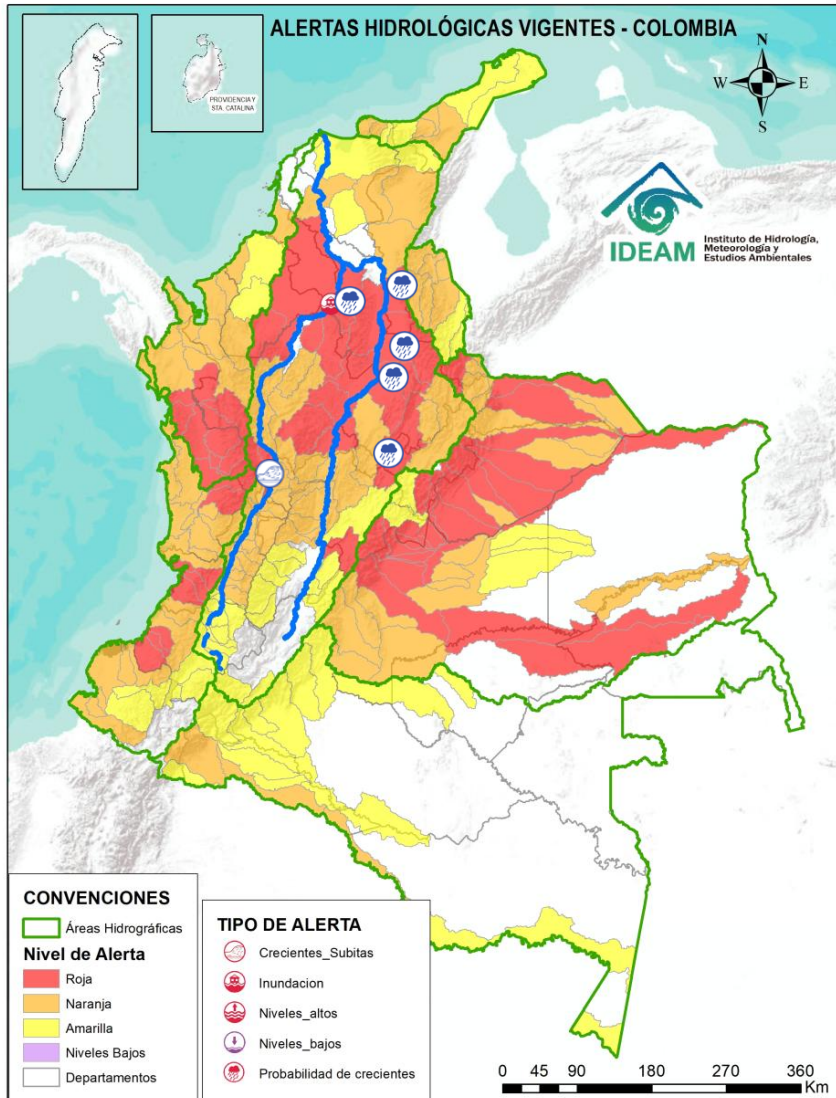 ALERTAS HIDROLÓGICAS VIGENTES - COLOMBIA
PROVIDENCIA Y
STA. CATALINA
N
W
E
S
IDEAM
Instituto de Hidrología,
Meteorología y
Estudios Ambientales
CONVENCIONES
Áreas Hidrográficas
Nivel de Alerta
Roja
Naranja
Amarilla
Niveles Bajos
Departamentos
TIPO DE ALERTA
Crecientes_Subitas
Inundacion
Niveles_altos
Niveles_bajos
Probabilidad de crecientes
0 45 90 180 270 360
Km